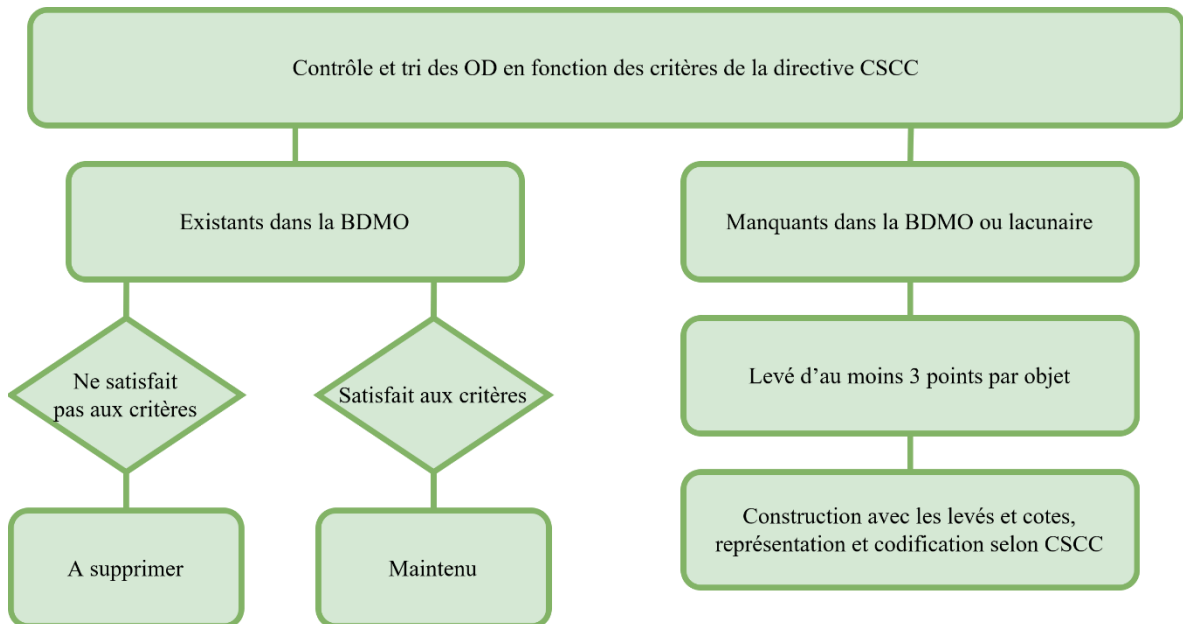 Contrôle et tri des OD en fonction des critères de la directive CSCC
Existants dans la BDMO
Manquants dans la BDMO ou lacunaire
Ne satisfait
pas aux critères
Satisfait aux critères
Levé d’au moins 3 points par objet
A supprimer
Maintenu
Construction avec les levés et cotes,
représentation et codification selon CSCC